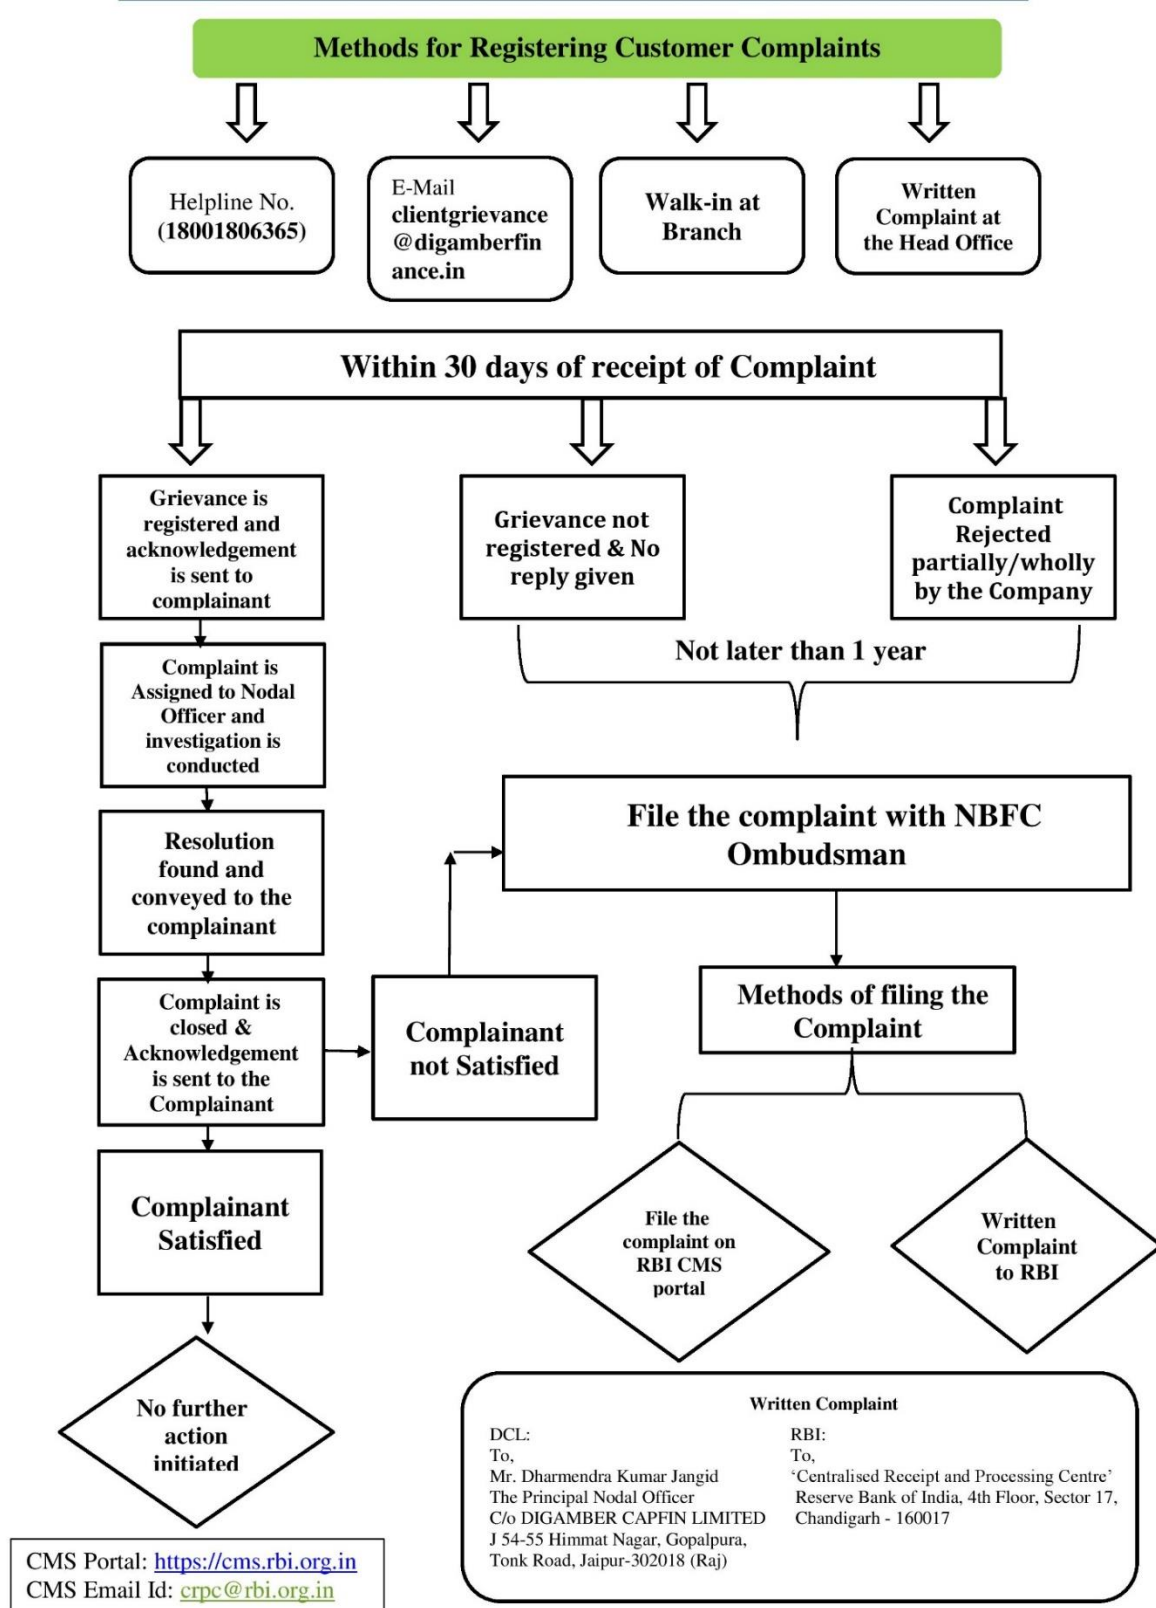 Methods for Registering Customer Complaints
Helpline No.
(18001806365)
E-Mail
clientgrievance
@digamberfin
ance.in
Walk-in at
Branch
Written
Complaint at
the Head Office
Within 30 days of receipt of Complaint
Grievance is
registered and
acknowledgement
is sent to
complainant
Grievance not
registered & No
reply given
Complaint
Rejected
partially/wholly
by the Company
Not later than 1 year
Complaint is
Assigned to Nodal
Officer and
investigation is
conducted
File the complaint with NBFC
Ombudsman
Resolution
found and
conveyed to the
complainant
Complaint is
closed &
Acknowledgement
is sent to the
Complainant
Complainant
not Satisfied
Methods of filing the
Complaint
Complainant
Satisfied
File the
complaint on
RBI CMS
portal
Written
Complaint
to RBI
No further
action
initiated
Written Complaint
DCL:
To,
Mr. Dharmendra Kumar Jangid
The Principal Nodal Officer
C/o DIGAMBER CAPFIN LIMITED
J 54-55 Himmat Nagar, Gopalpura,
Tonk Road, Jaipur-302018 (Raj)
RBI:
To,
‘Centralised Receipt and Processing Centre’
Reserve Bank of India, 4th Floor, Sector 17,
Chandigarh - 160017
CMS Portal: https://cms.rbi.org.in
CMS Email Id: crpc@rbi.org.in